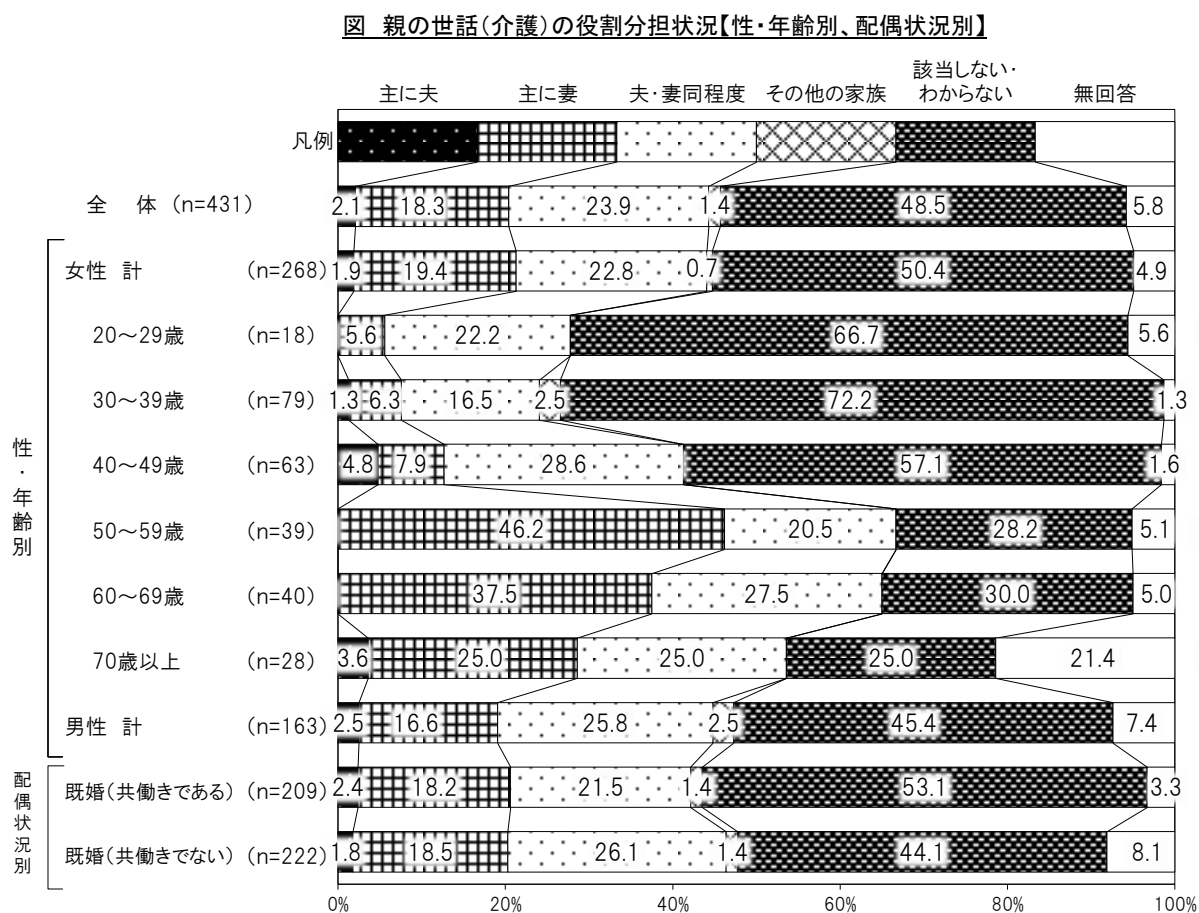 図　親の世話(介護)の役割分担状況【性・年齢別、配偶状況別】
主に夫 主に妻 夫・妻同程度 その他の家族 該当しない・わからない 無回答
凡例
全　体 (n=431) 2.1 18.3 23.9 1.4 48.5 5.8
性・年齢別
女性 計 (n=268) 1.9 19.4 22.8 0.7 50.4 4.9
20～29歳 (n=18) 5.6 22.2 66.7 5.6
30～39歳 (n=79) 1.3 6.3 16.5 2.5 72.2 1.3
40～49歳 (n=63) 4.8 7.9 28.6 57.1 1.6
50～59歳 (n=39) 46.2 20.5 28.2 5.1
60～69歳 (n=40) 37.5 27.5 30.0 5.0
70歳以上 (n=28) 3.6 25.0 25.0 25.0 21.4
男性 計 (n=163) 2.5 16.6 25.8 2.5 45.4 7.4
配偶状況別
既婚(共働きである) (n=209) 2.4 18.2 21.5 1.4 53.1 3.3
既婚(共働きでない) (n=222) 1.8 18.5 26.1 1.4 44.1 8.1
0% 20% 40% 60% 80% 100%